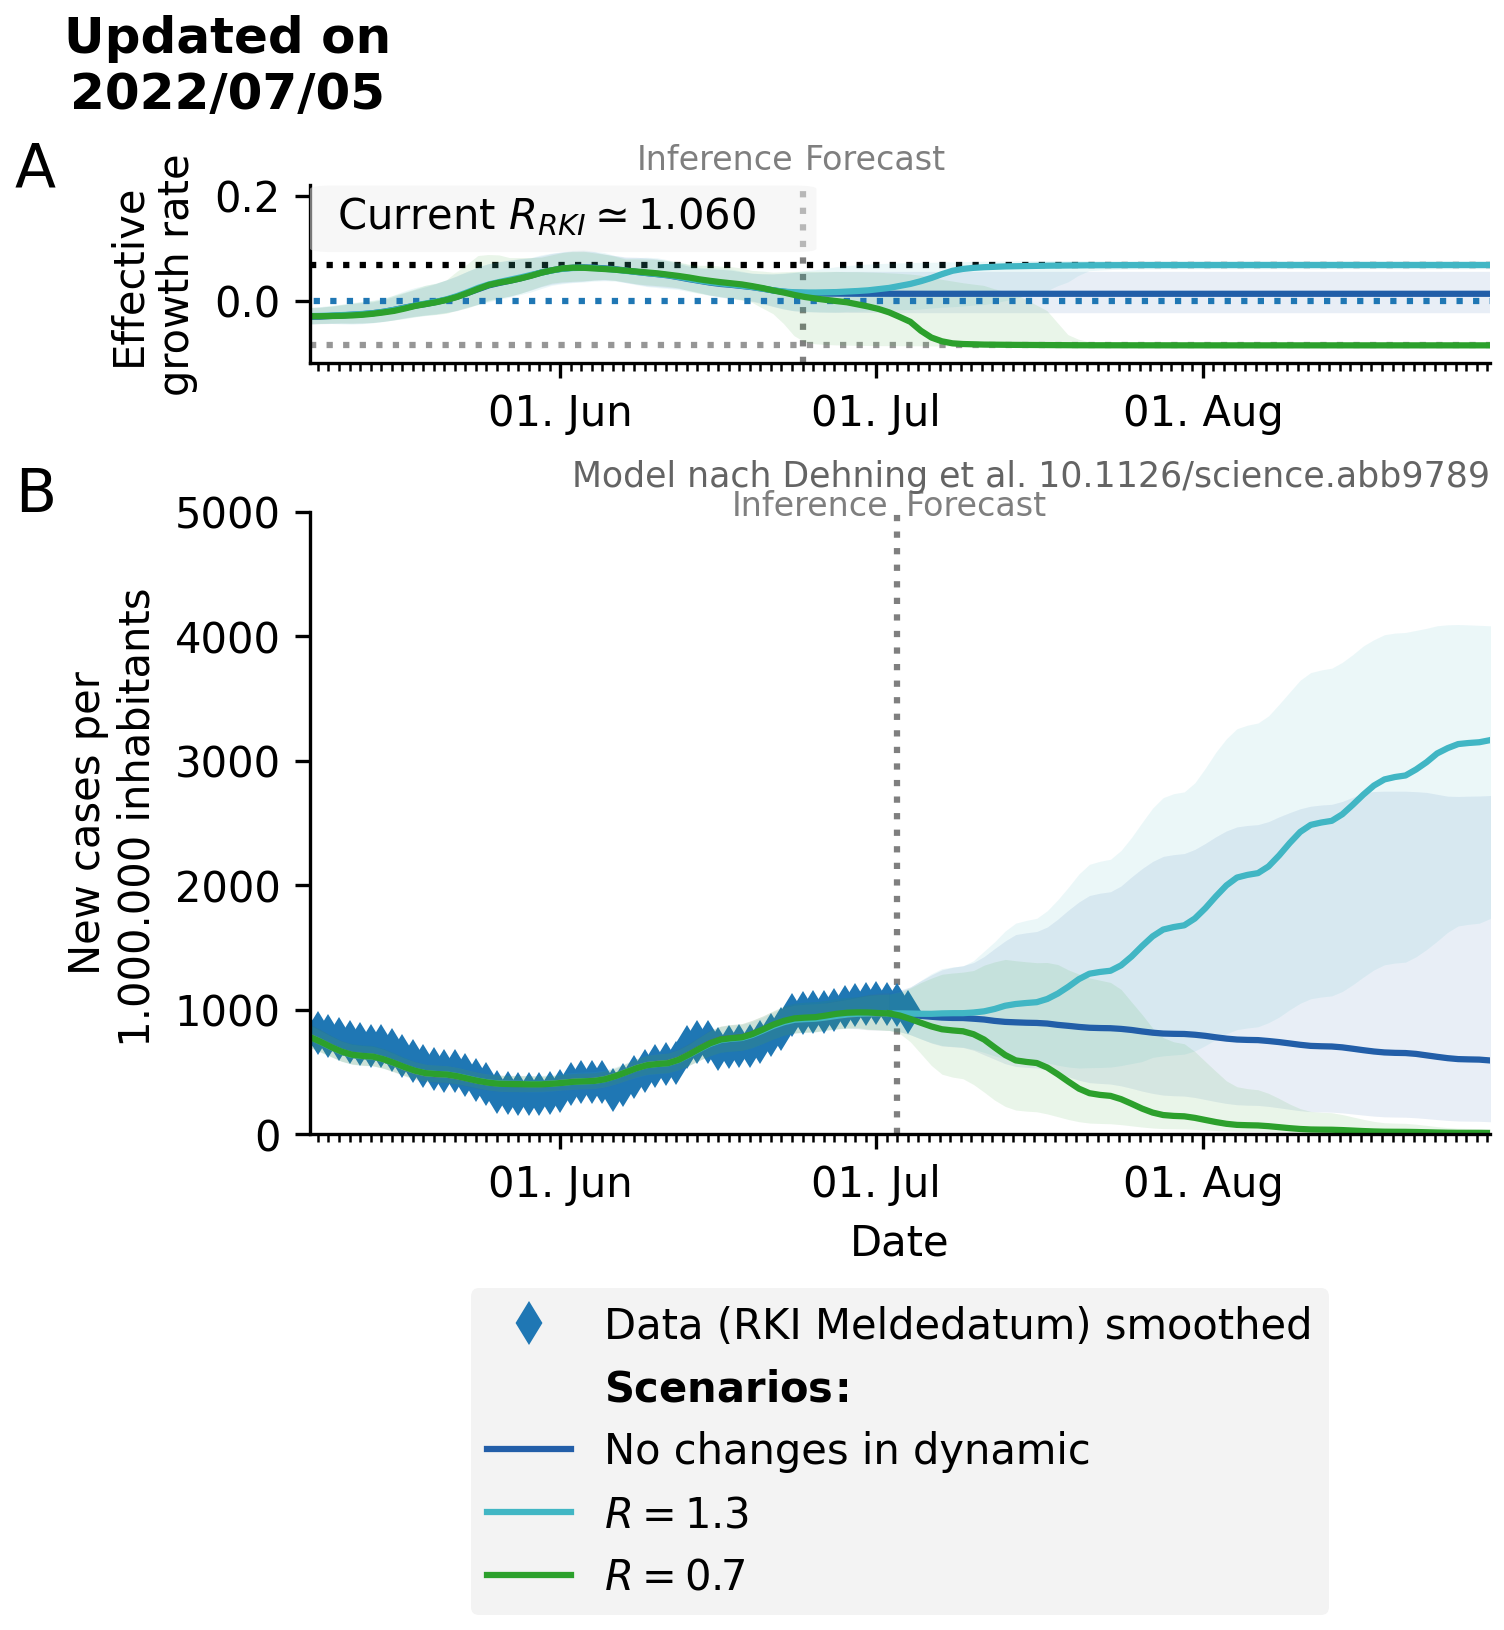 Updated on
2022/07/05
A
Inference Forecast
Effective
growth rate
0.2
0.0
Current R_RKI ≃ 1.060
01. Jun 01. Jul 01. Aug
B
Model nach Dehning et al. 10.1126/science.abb9789
Inference Forecast
New cases per
1.000.000 inhabitants
5000
4000
3000
2000
1000
0
01. Jun 01. Jul 01. Aug
Date
Data (RKI Meldedatum) smoothed
Scenarios:
No changes in dynamic
R = 1.3
R = 0.7